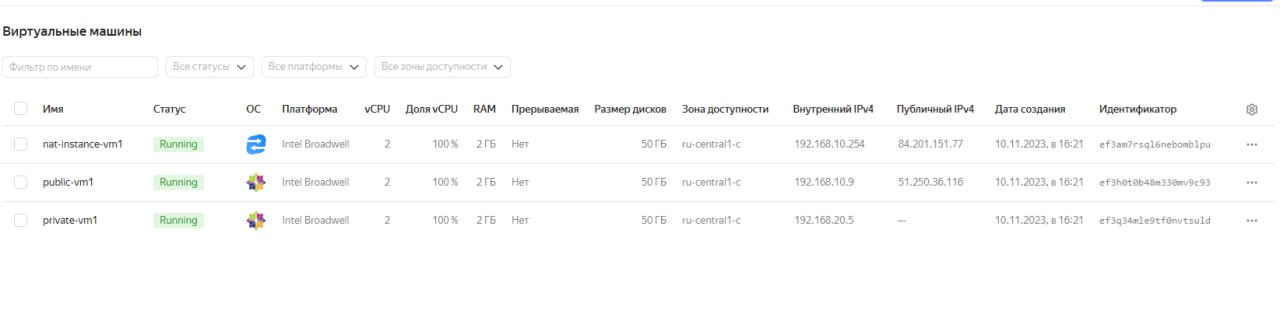 Виртуальные машины
Фильтр по имени Все статусы Все платформы Все зоны доступности
Имя Статус ОС Платформа vCPU Доля vCPU RAM Прерываемая Размер дисков Зона доступности Внутренний IPv4 Публичный IPv4 Дата создания Идентификатор
nat-instance-vm1 Running Intel Broadwell 2 100 % 2 ГБ Нет 50 ГБ ru-central1-c 192.168.10.254 84.201.151.77 10.11.2023, в 16:21 ef3am7rsql6nebomblpu
public-vm1 Running Intel Broadwell 2 100 % 2 ГБ Нет 50 ГБ ru-central1-c 192.168.10.9 51.250.36.116 10.11.2023, в 16:21 ef3h0t0b48m330mv9c93
private-vm1 Running Intel Broadwell 2 100 % 2 ГБ Нет 50 ГБ ru-central1-c 192.168.20.5 — 10.11.2023, в 16:21 ef3q34mle9tf0nvtsuld